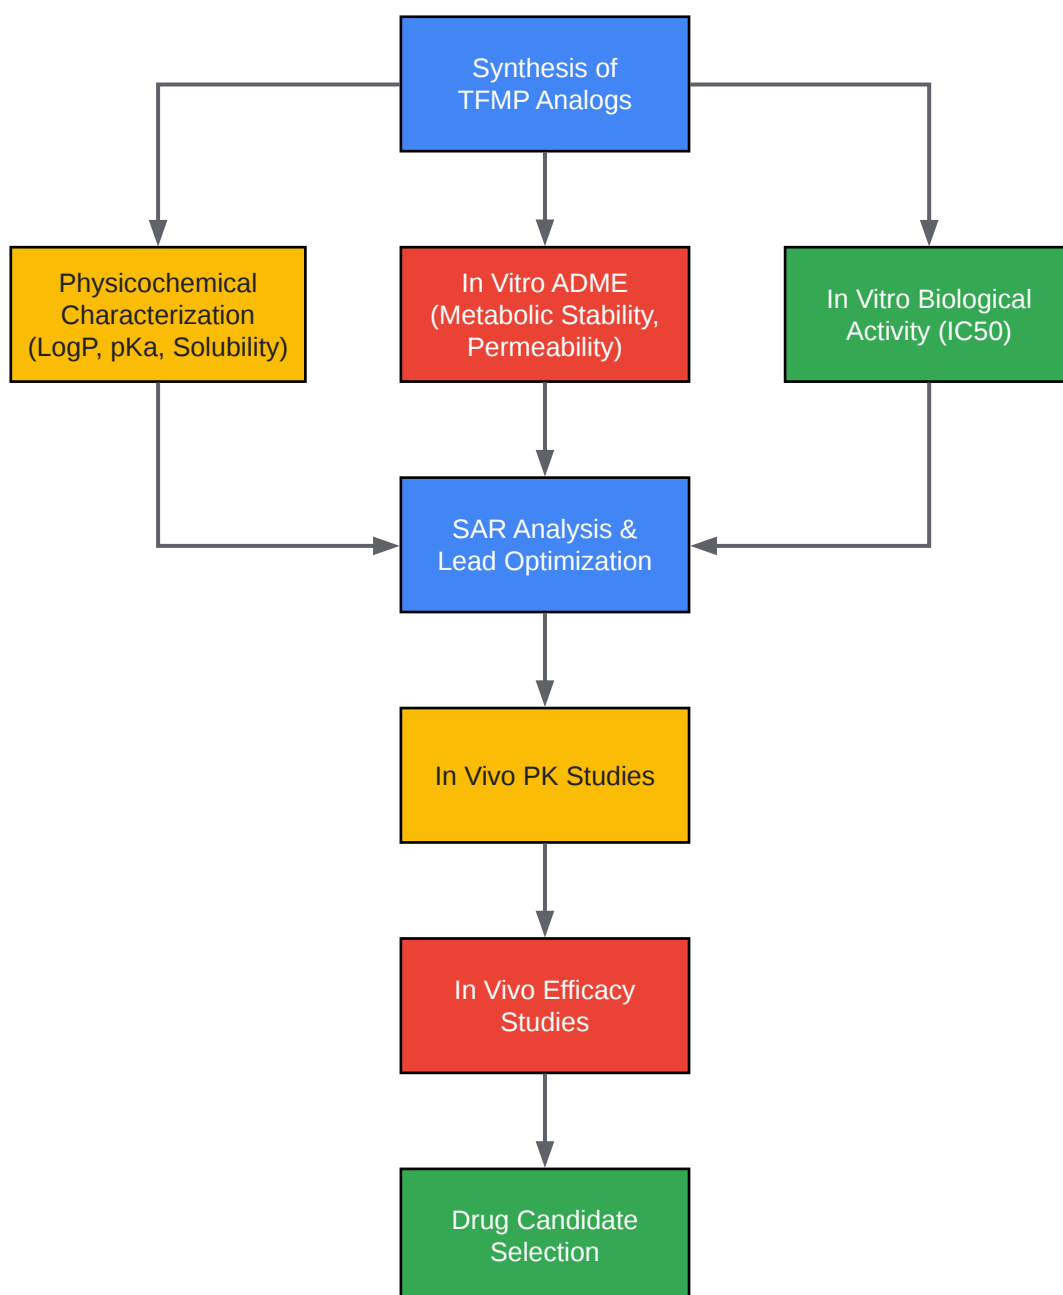 Synthesis of
TFMP Analogs
Physicochemical
Characterization
(LogP, pKa, Solubility)
In Vitro ADME
(Metabolic Stability,
Permeability)
In Vitro Biological
Activity (IC50)
SAR Analysis &
Lead Optimization
In Vivo PK Studies
In Vivo Efficacy
Studies
Drug Candidate
Selection